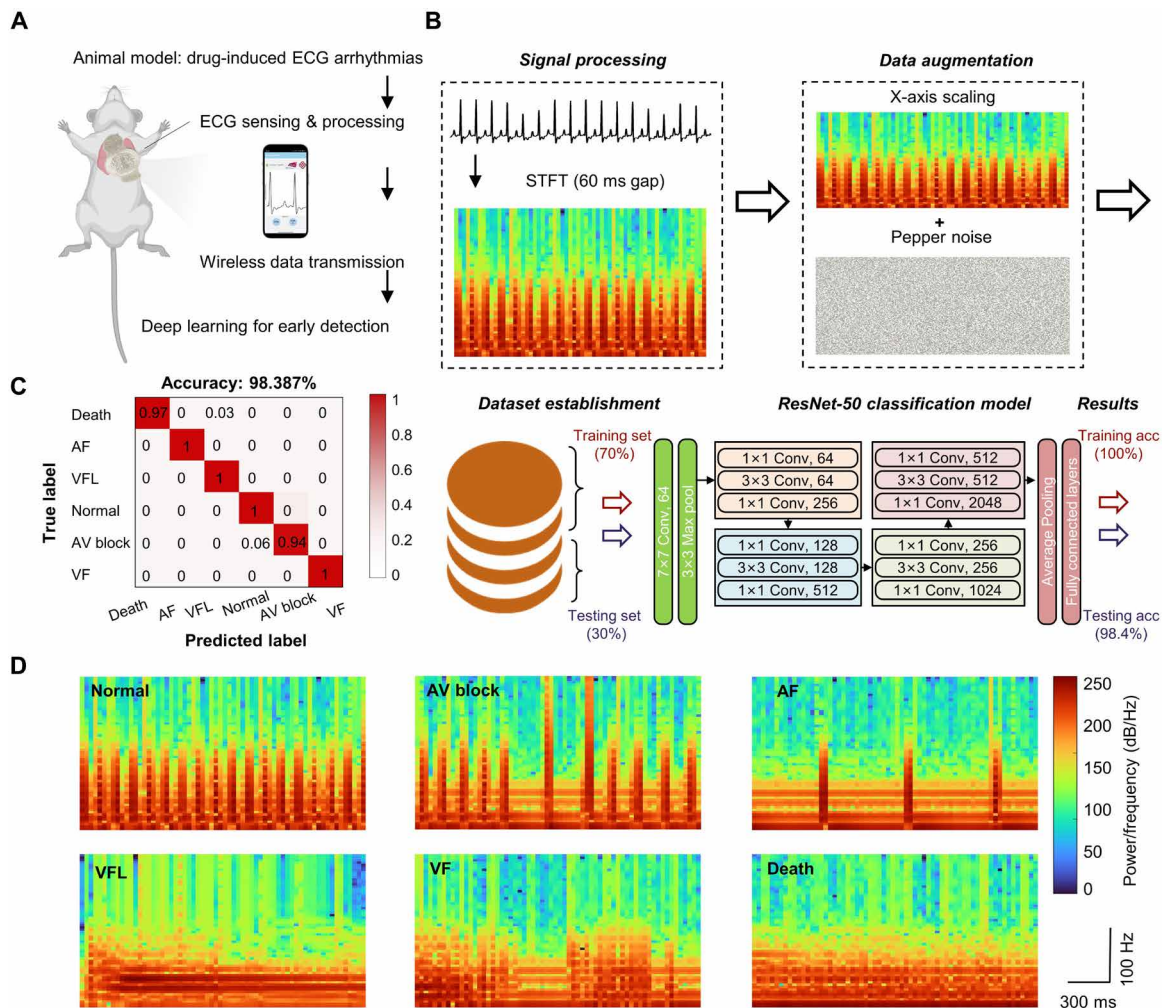 A
Animal model: drug-induced ECG arrhythmias
ECG sensing & processing
Wireless data transmission
Deep learning for early detection
B
Signal processing
STFT (60 ms gap)
Data augmentation
X-axis scaling
+
Pepper noise
Dataset establishment
Training set
(70%)
Testing set
(30%)
ResNet-50 classification model
7×7 Conv, 64
3×3 Max pool
1×1 Conv, 64
3×3 Conv, 64
1×1 Conv, 256
1×1 Conv, 128
3×3 Conv, 128
1×1 Conv, 512
1×1 Conv, 256
3×3 Conv, 256
1×1 Conv, 1024
1×1 Conv, 512
3×3 Conv, 512
1×1 Conv, 2048
Average Pooling
Fully connected layers
Results
Training acc
(100%)
Testing acc
(98.4%)
C
Accuracy: 98.387%
True label
Death 0.97 0 0.03 0 0 0
AF 0 1 0 0 0 0
VFL 0 0 1 0 0 0
Normal 0 0 0 1 0 0
AV block 0 0 0 0.06 0.94 0
VF 0 0 0 0 0 1
Death AF VFL Normal AV block VF
Predicted label
1
0.8
0.6
0.4
0.2
0
D
Normal
AV block
AF
VFL
VF
Death
250
200
150
100
50
0
Power/frequency (dB/Hz)
100 Hz
300 ms